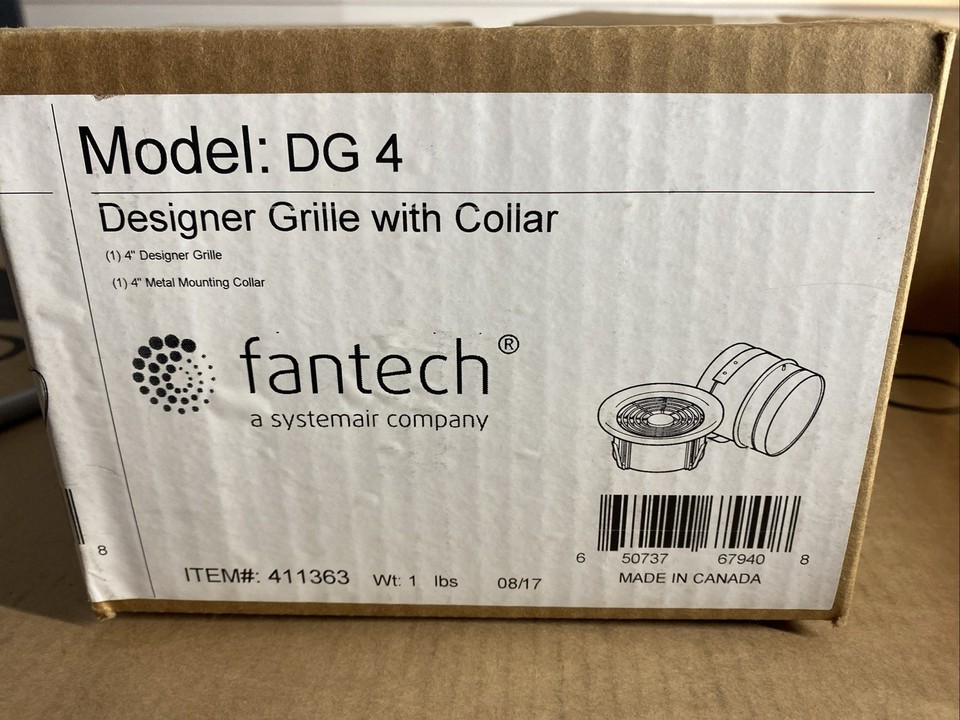 Model: DG 4
Designer Grille with Collar
(1) 4" Designer Grille
(1) 4" Metal Mounting Collar
fantech®
a systemair company
8
6 50737 67940 8
ITEM#: 411363 Wt: 1 lbs 08/17 MADE IN CANADA